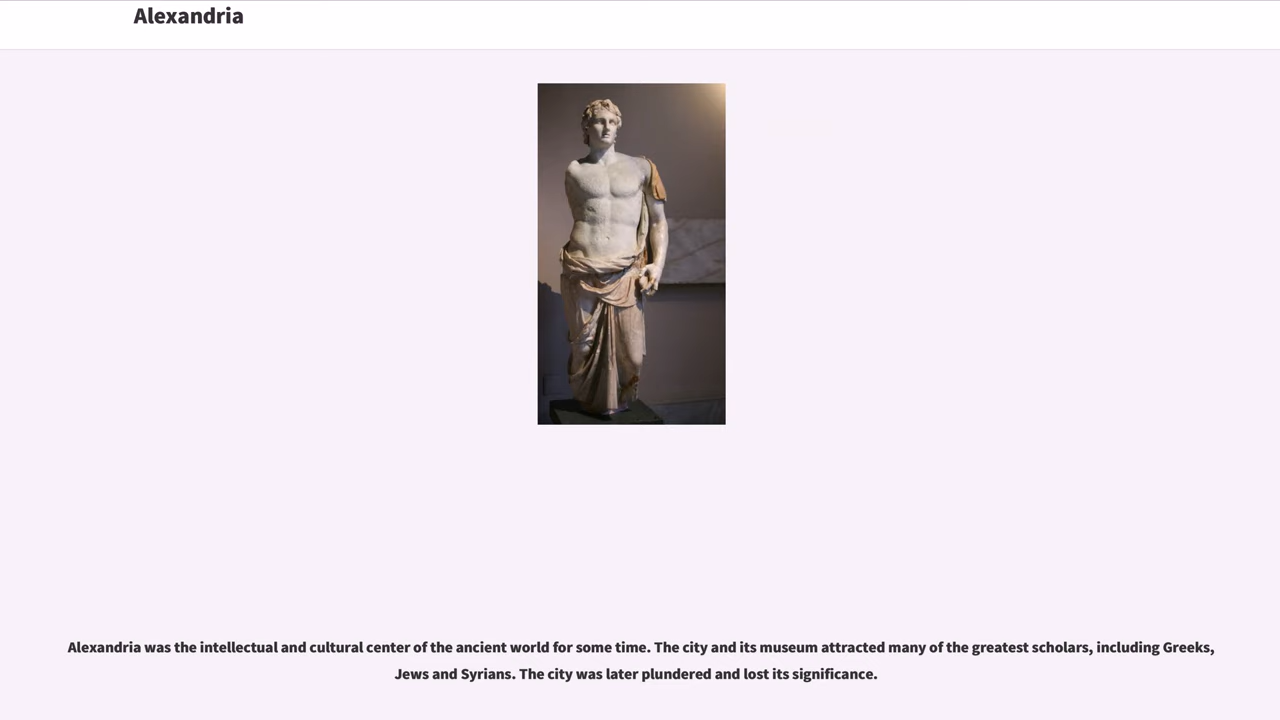 Alexandria
Alexandria was the intellectual and cultural center of the ancient world for some time. The city and its museum attracted many of the greatest scholars, including Greeks,
Jews and Syrians. The city was later plundered and lost its significance.